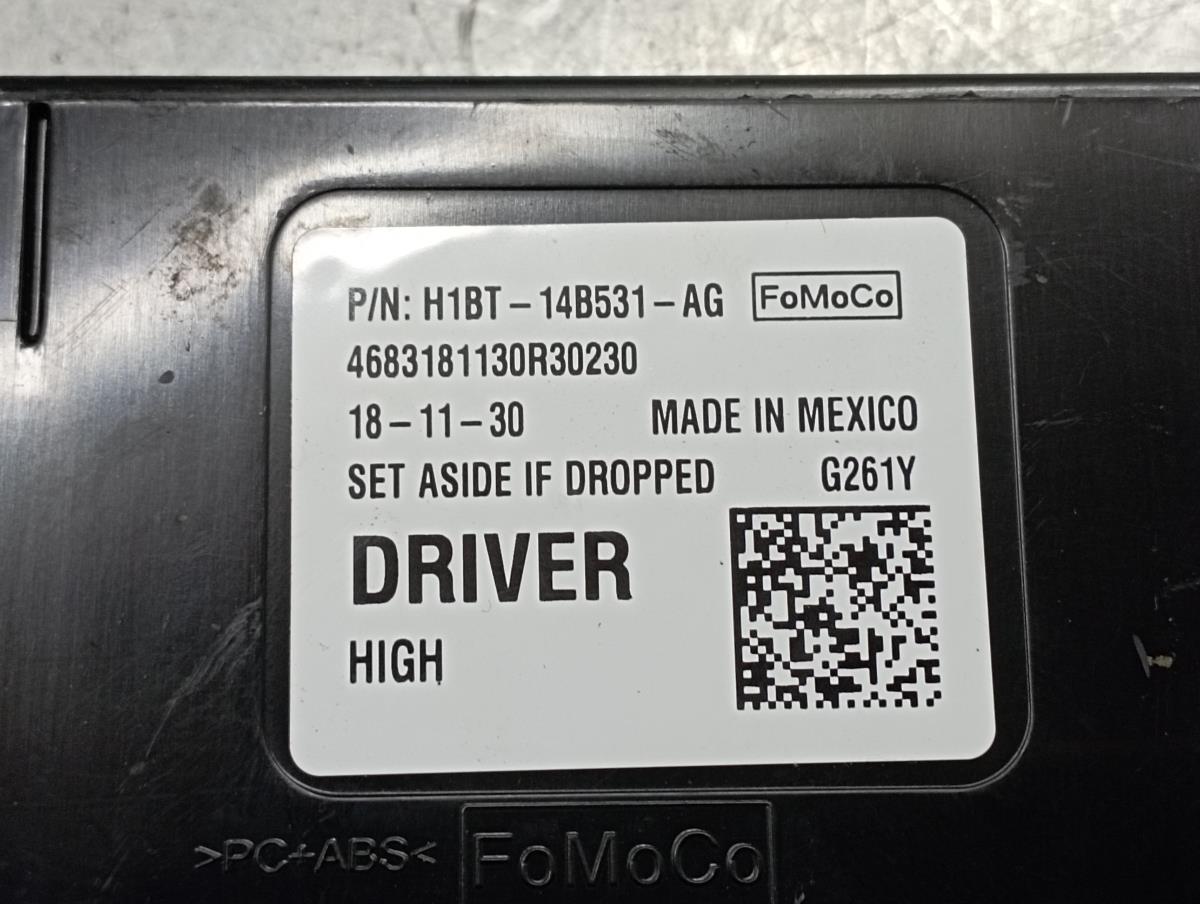 P/N: H1BT-14B531-AG FoMoCo
4683181130R30230
18-11-30 MADE IN MEXICO
SET ASIDE IF DROPPED G261Y
DRIVER
HIGH
>PC+ABS< FoMoCo